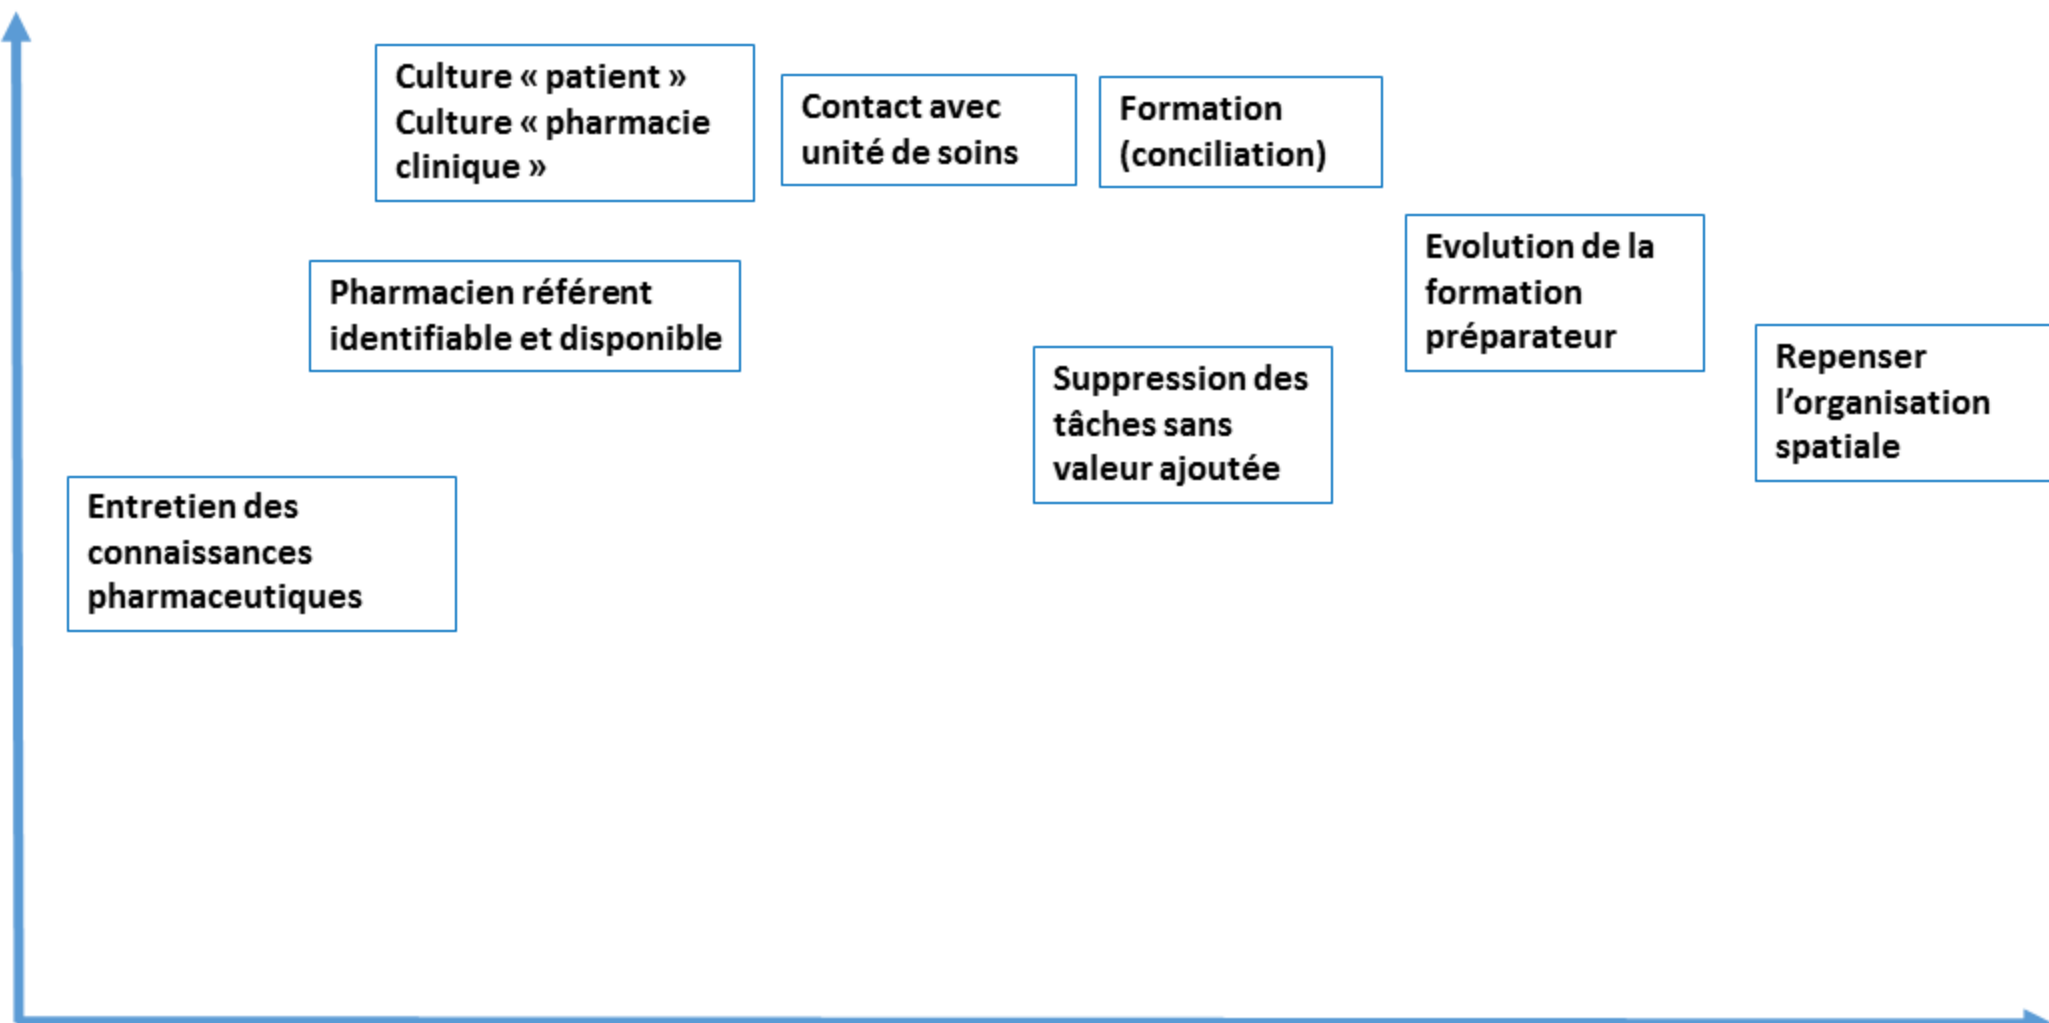 Culture « patient »
Culture « pharmacie
clinique »
Contact avec
unité de soins
Formation
(conciliation)
Evolution de la
formation
préparateur
Pharmacien référent
identifiable et disponible
Repenser
l’organisation
spatiale
Suppression des
tâches sans
valeur ajoutée
Entretien des
connaissances
pharmaceutiques